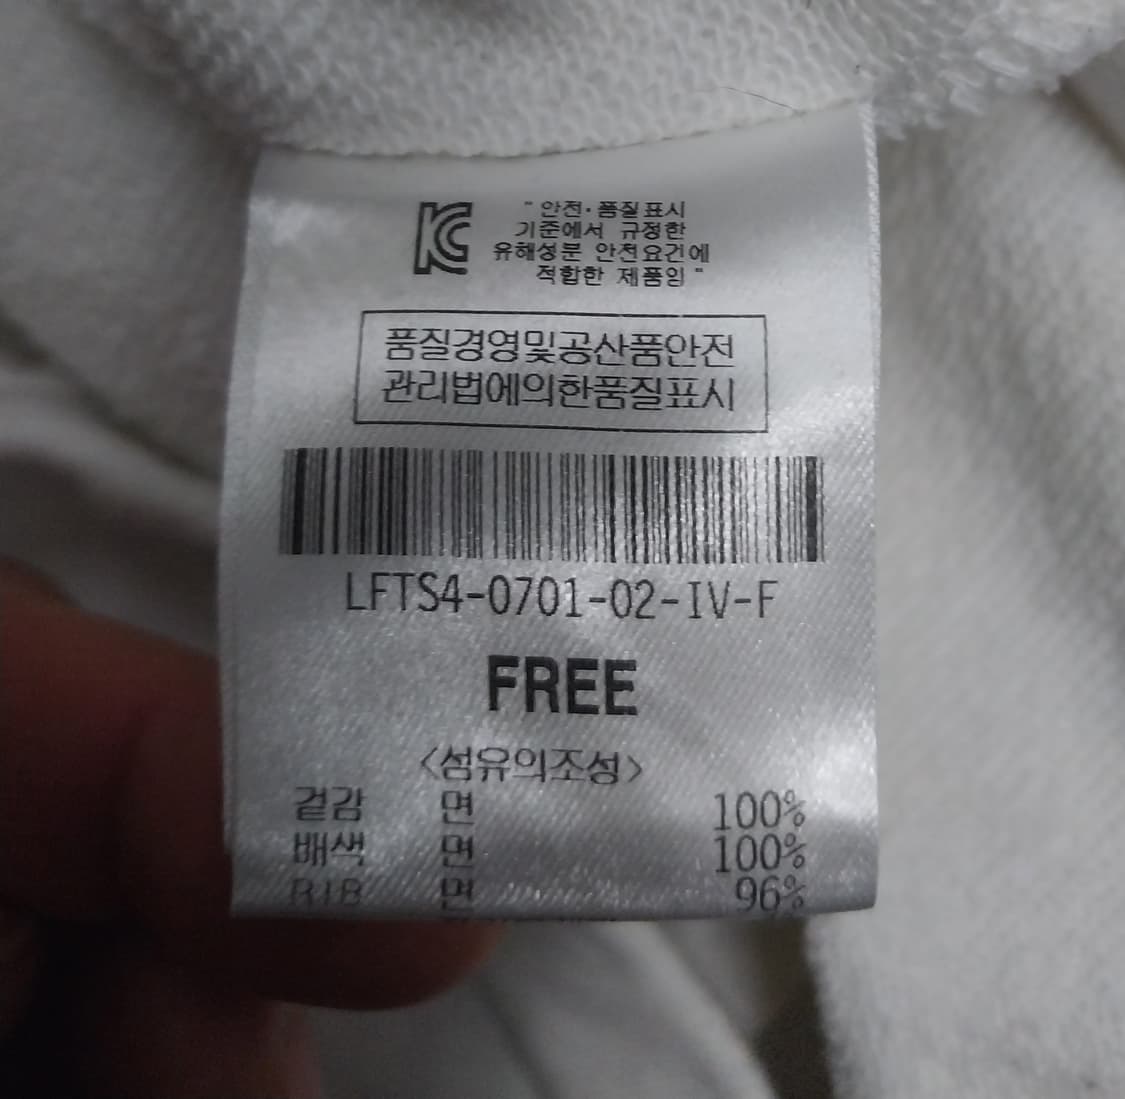 KC
" 안전·품질표시
기준에서 규정한
유해성분 안전요건에
적합한 제품임 "
품질경영및공산품안전
관리법에의한품질표시
LFTS4-0701-02-IV-F
FREE
<섬유의조성>
겉감 면 100%
배색 면 100%
RIB 면 96%